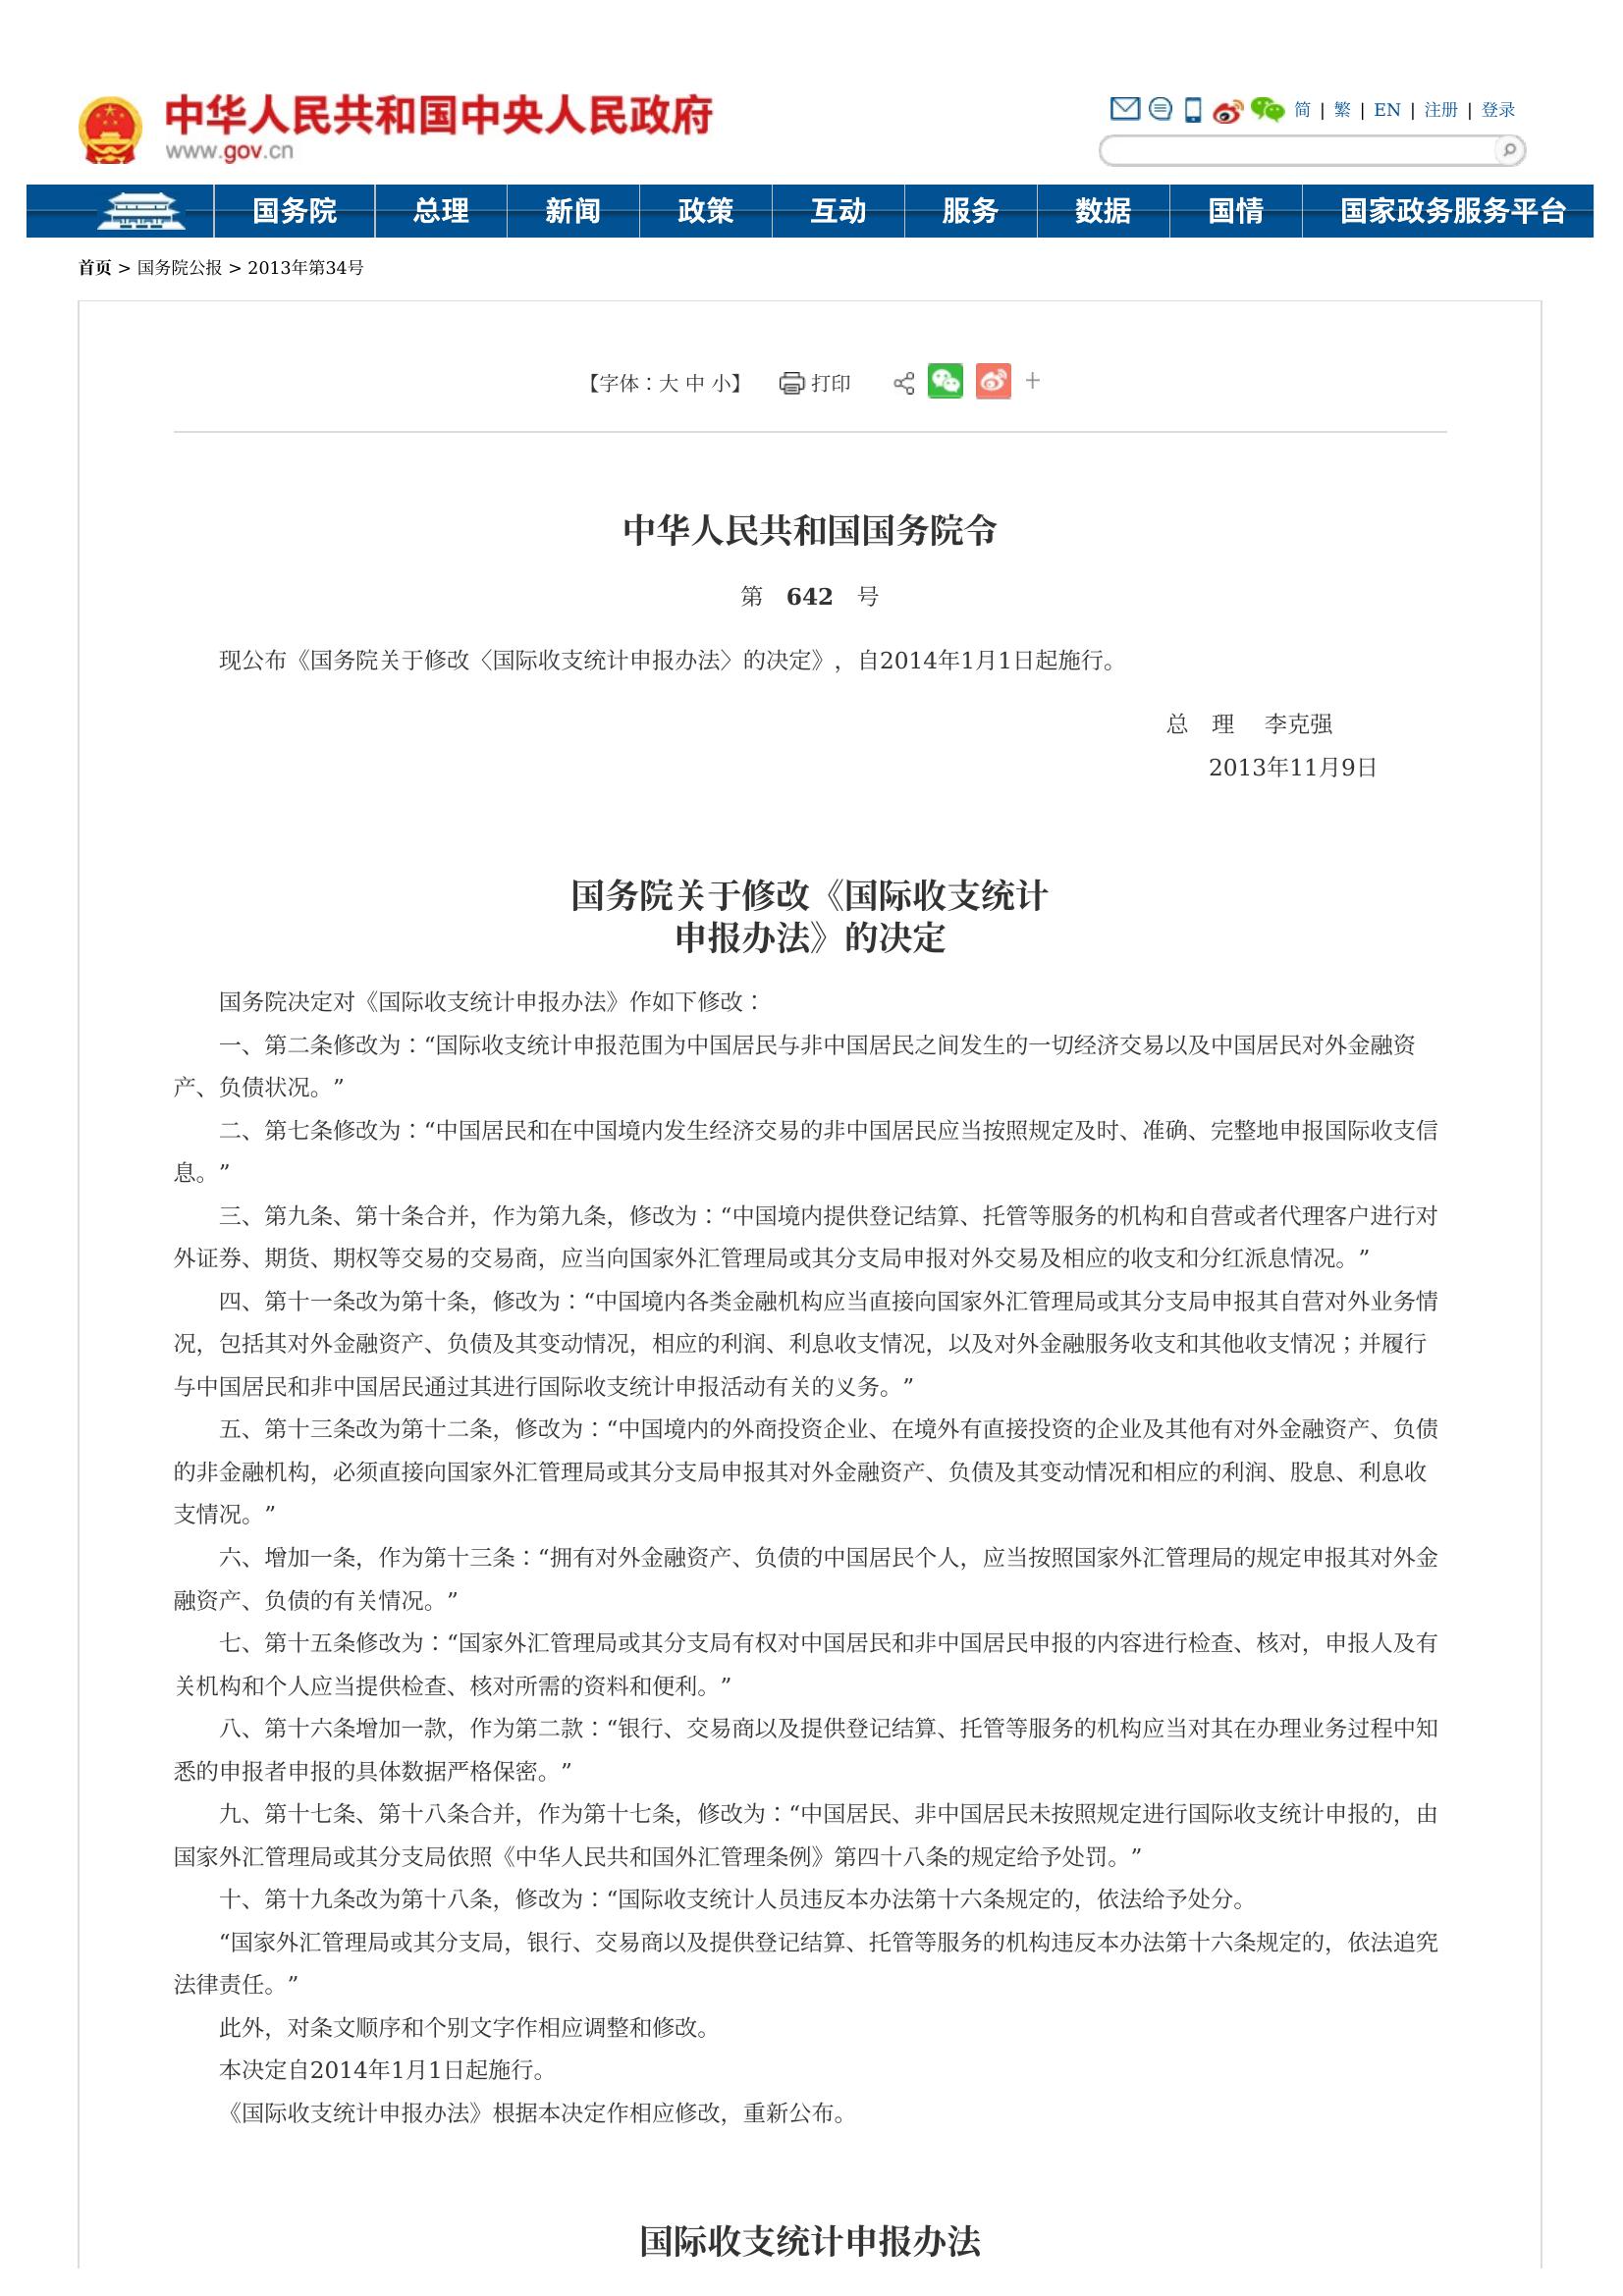 中华人民共和国中央人民政府
www.gov.cn
简 | 繁 | EN | 注册 | 登录
国务院 总理 新闻 政策 互动 服务 数据 国情 国家政务服务平台
首页 > 国务院公报 > 2013年第34号
【字体：大 中 小】 打印 +
中华人民共和国国务院令
第 642 号
现公布《国务院关于修改〈国际收支统计申报办法〉的决定》，自2014年1月1日起施行。
总 理 李克强
2013年11月9日
国务院关于修改《国际收支统计
申报办法》的决定
国务院决定对《国际收支统计申报办法》作如下修改：
一、第二条修改为：“国际收支统计申报范围为中国居民与非中国居民之间发生的一切经济交易以及中国居民对外金融资
产、负债状况。”
二、第七条修改为：“中国居民和在中国境内发生经济交易的非中国居民应当按照规定及时、准确、完整地申报国际收支信
息。”
三、第九条、第十条合并，作为第九条，修改为：“中国境内提供登记结算、托管等服务的机构和自营或者代理客户进行对
外证券、期货、期权等交易的交易商，应当向国家外汇管理局或其分支局申报对外交易及相应的收支和分红派息情况。”
四、第十一条改为第十条，修改为：“中国境内各类金融机构应当直接向国家外汇管理局或其分支局申报其自营对外业务情
况，包括其对外金融资产、负债及其变动情况，相应的利润、利息收支情况，以及对外金融服务收支和其他收支情况；并履行
与中国居民和非中国居民通过其进行国际收支统计申报活动有关的义务。”
五、第十三条改为第十二条，修改为：“中国境内的外商投资企业、在境外有直接投资的企业及其他有对外金融资产、负债
的非金融机构，必须直接向国家外汇管理局或其分支局申报其对外金融资产、负债及其变动情况和相应的利润、股息、利息收
支情况。”
六、增加一条，作为第十三条：“拥有对外金融资产、负债的中国居民个人，应当按照国家外汇管理局的规定申报其对外金
融资产、负债的有关情况。”
七、第十五条修改为：“国家外汇管理局或其分支局有权对中国居民和非中国居民申报的内容进行检查、核对，申报人及有
关机构和个人应当提供检查、核对所需的资料和便利。”
八、第十六条增加一款，作为第二款：“银行、交易商以及提供登记结算、托管等服务的机构应当对其在办理业务过程中知
悉的申报者申报的具体数据严格保密。”
九、第十七条、第十八条合并，作为第十七条，修改为：“中国居民、非中国居民未按照规定进行国际收支统计申报的，由
国家外汇管理局或其分支局依照《中华人民共和国外汇管理条例》第四十八条的规定给予处罚。”
十、第十九条改为第十八条，修改为：“国际收支统计人员违反本办法第十六条规定的，依法给予处分。
“国家外汇管理局或其分支局，银行、交易商以及提供登记结算、托管等服务的机构违反本办法第十六条规定的，依法追究
法律责任。”
此外，对条文顺序和个别文字作相应调整和修改。
本决定自2014年1月1日起施行。
《国际收支统计申报办法》根据本决定作相应修改，重新公布。
国际收支统计申报办法